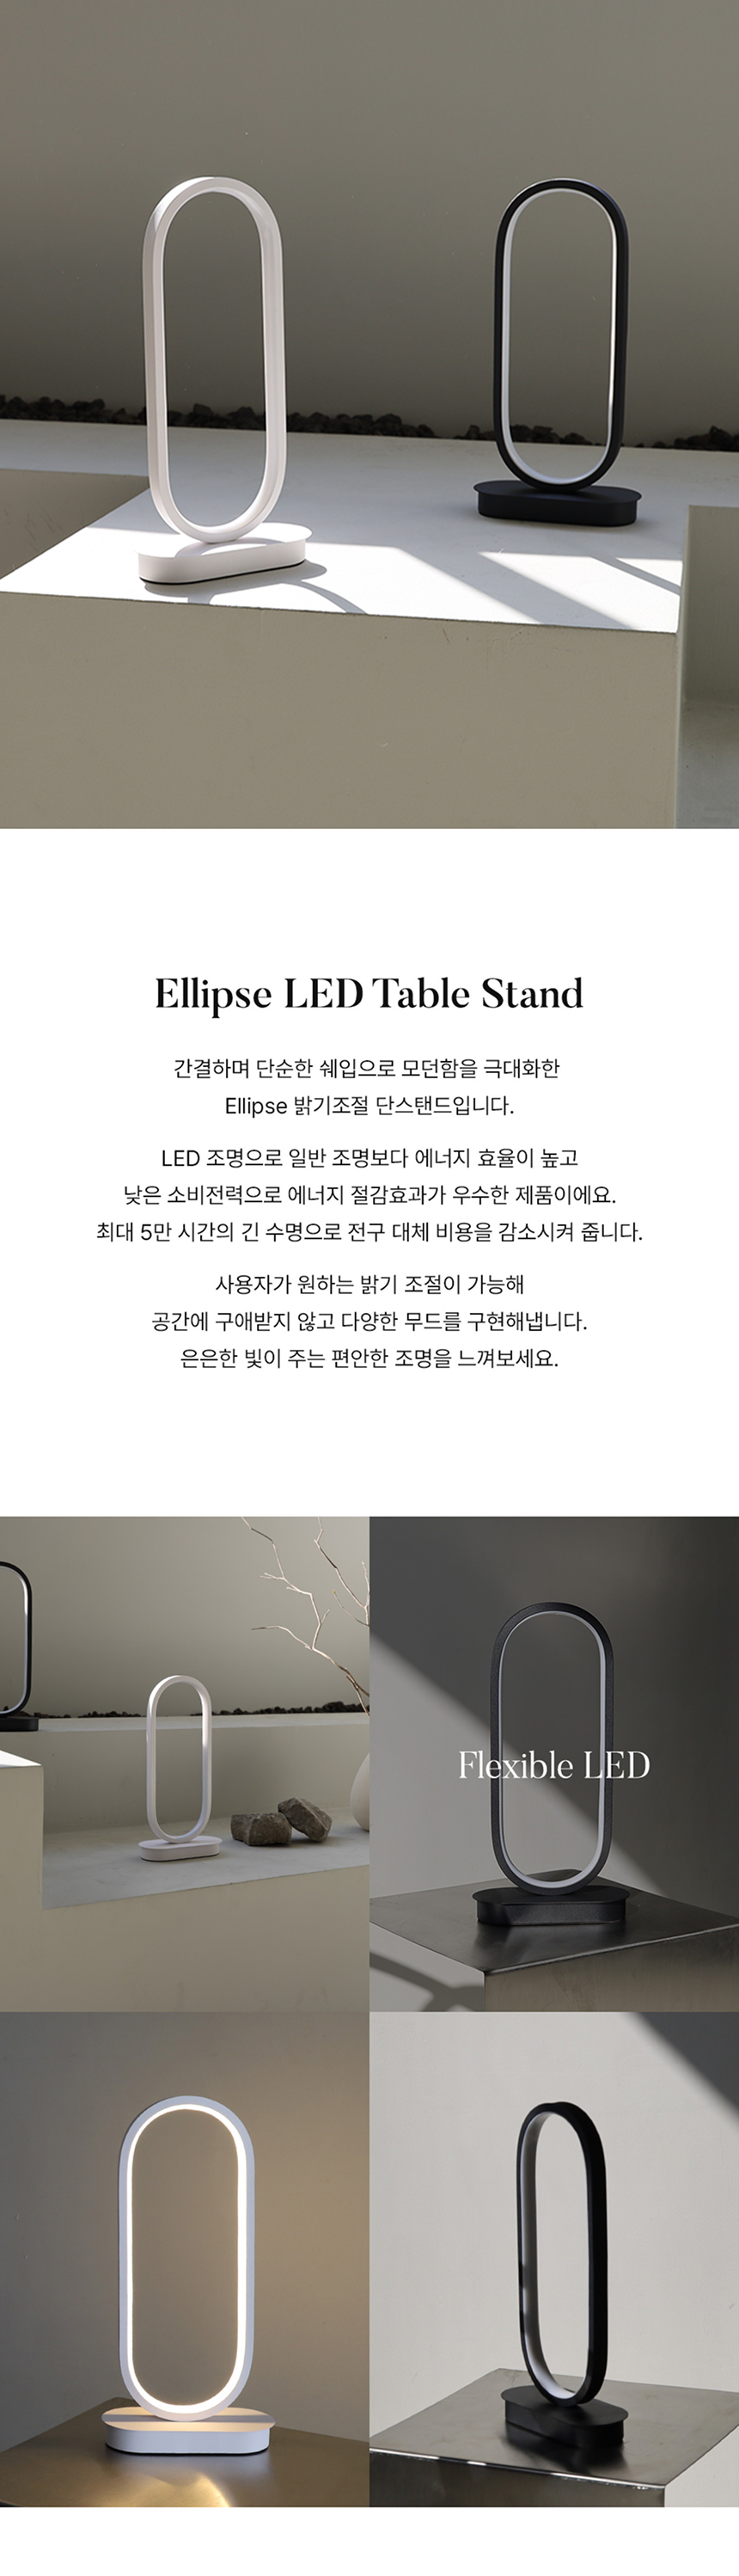 Ellipse LED Table Stand
간결하며 단순한 쉐입으로 모던함을 극대화한
Ellipse 밝기조절 단스탠드입니다.
LED 조명으로 일반 조명보다 에너지 효율이 높고
낮은 소비전력으로 에너지 절감효과가 우수한 제품이에요.
최대 5만 시간의 긴 수명으로 전구 대체 비용을 감소시켜 줍니다.
사용자가 원하는 밝기 조절이 가능해
공간에 구애받지 않고 다양한 무드를 구현해냅니다.
은은한 빛이 주는 편안한 조명을 느껴보세요.
Flexible LED